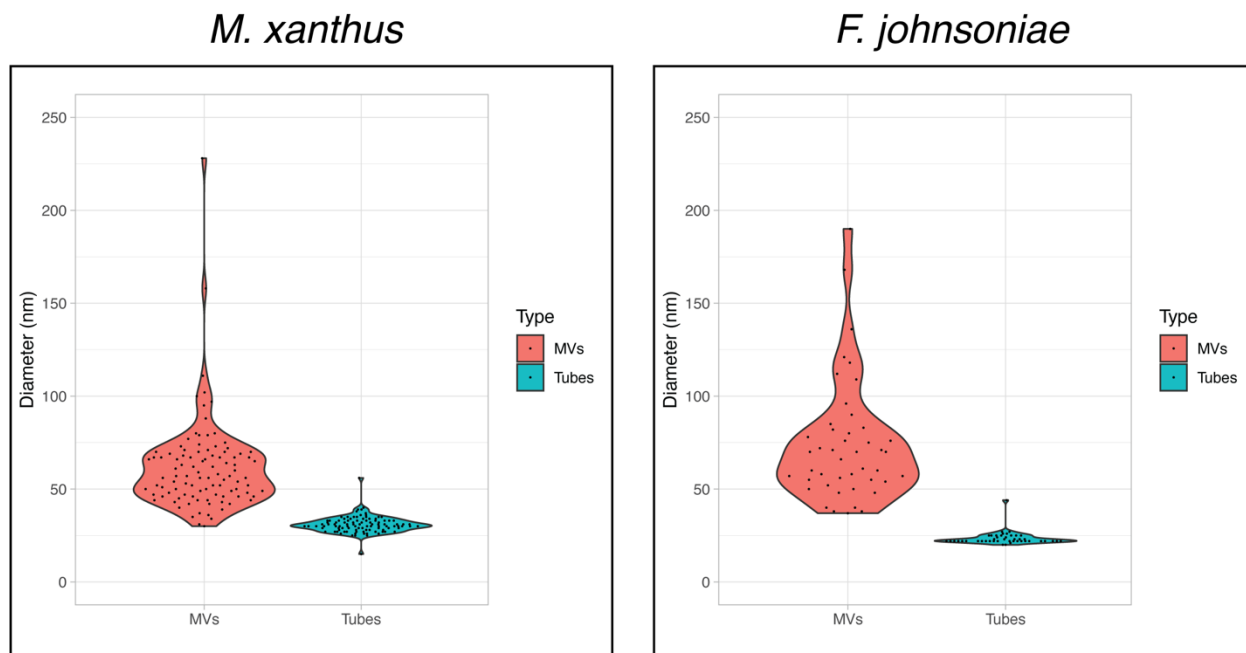 M. xanthus
250
200
150
100
50
0
Diameter (nm)
MVs
Tubes
Type
MVs
Tubes
F. johnsoniae
250
200
150
100
50
0
Diameter (nm)
MVs
Tubes
Type
MVs
Tubes